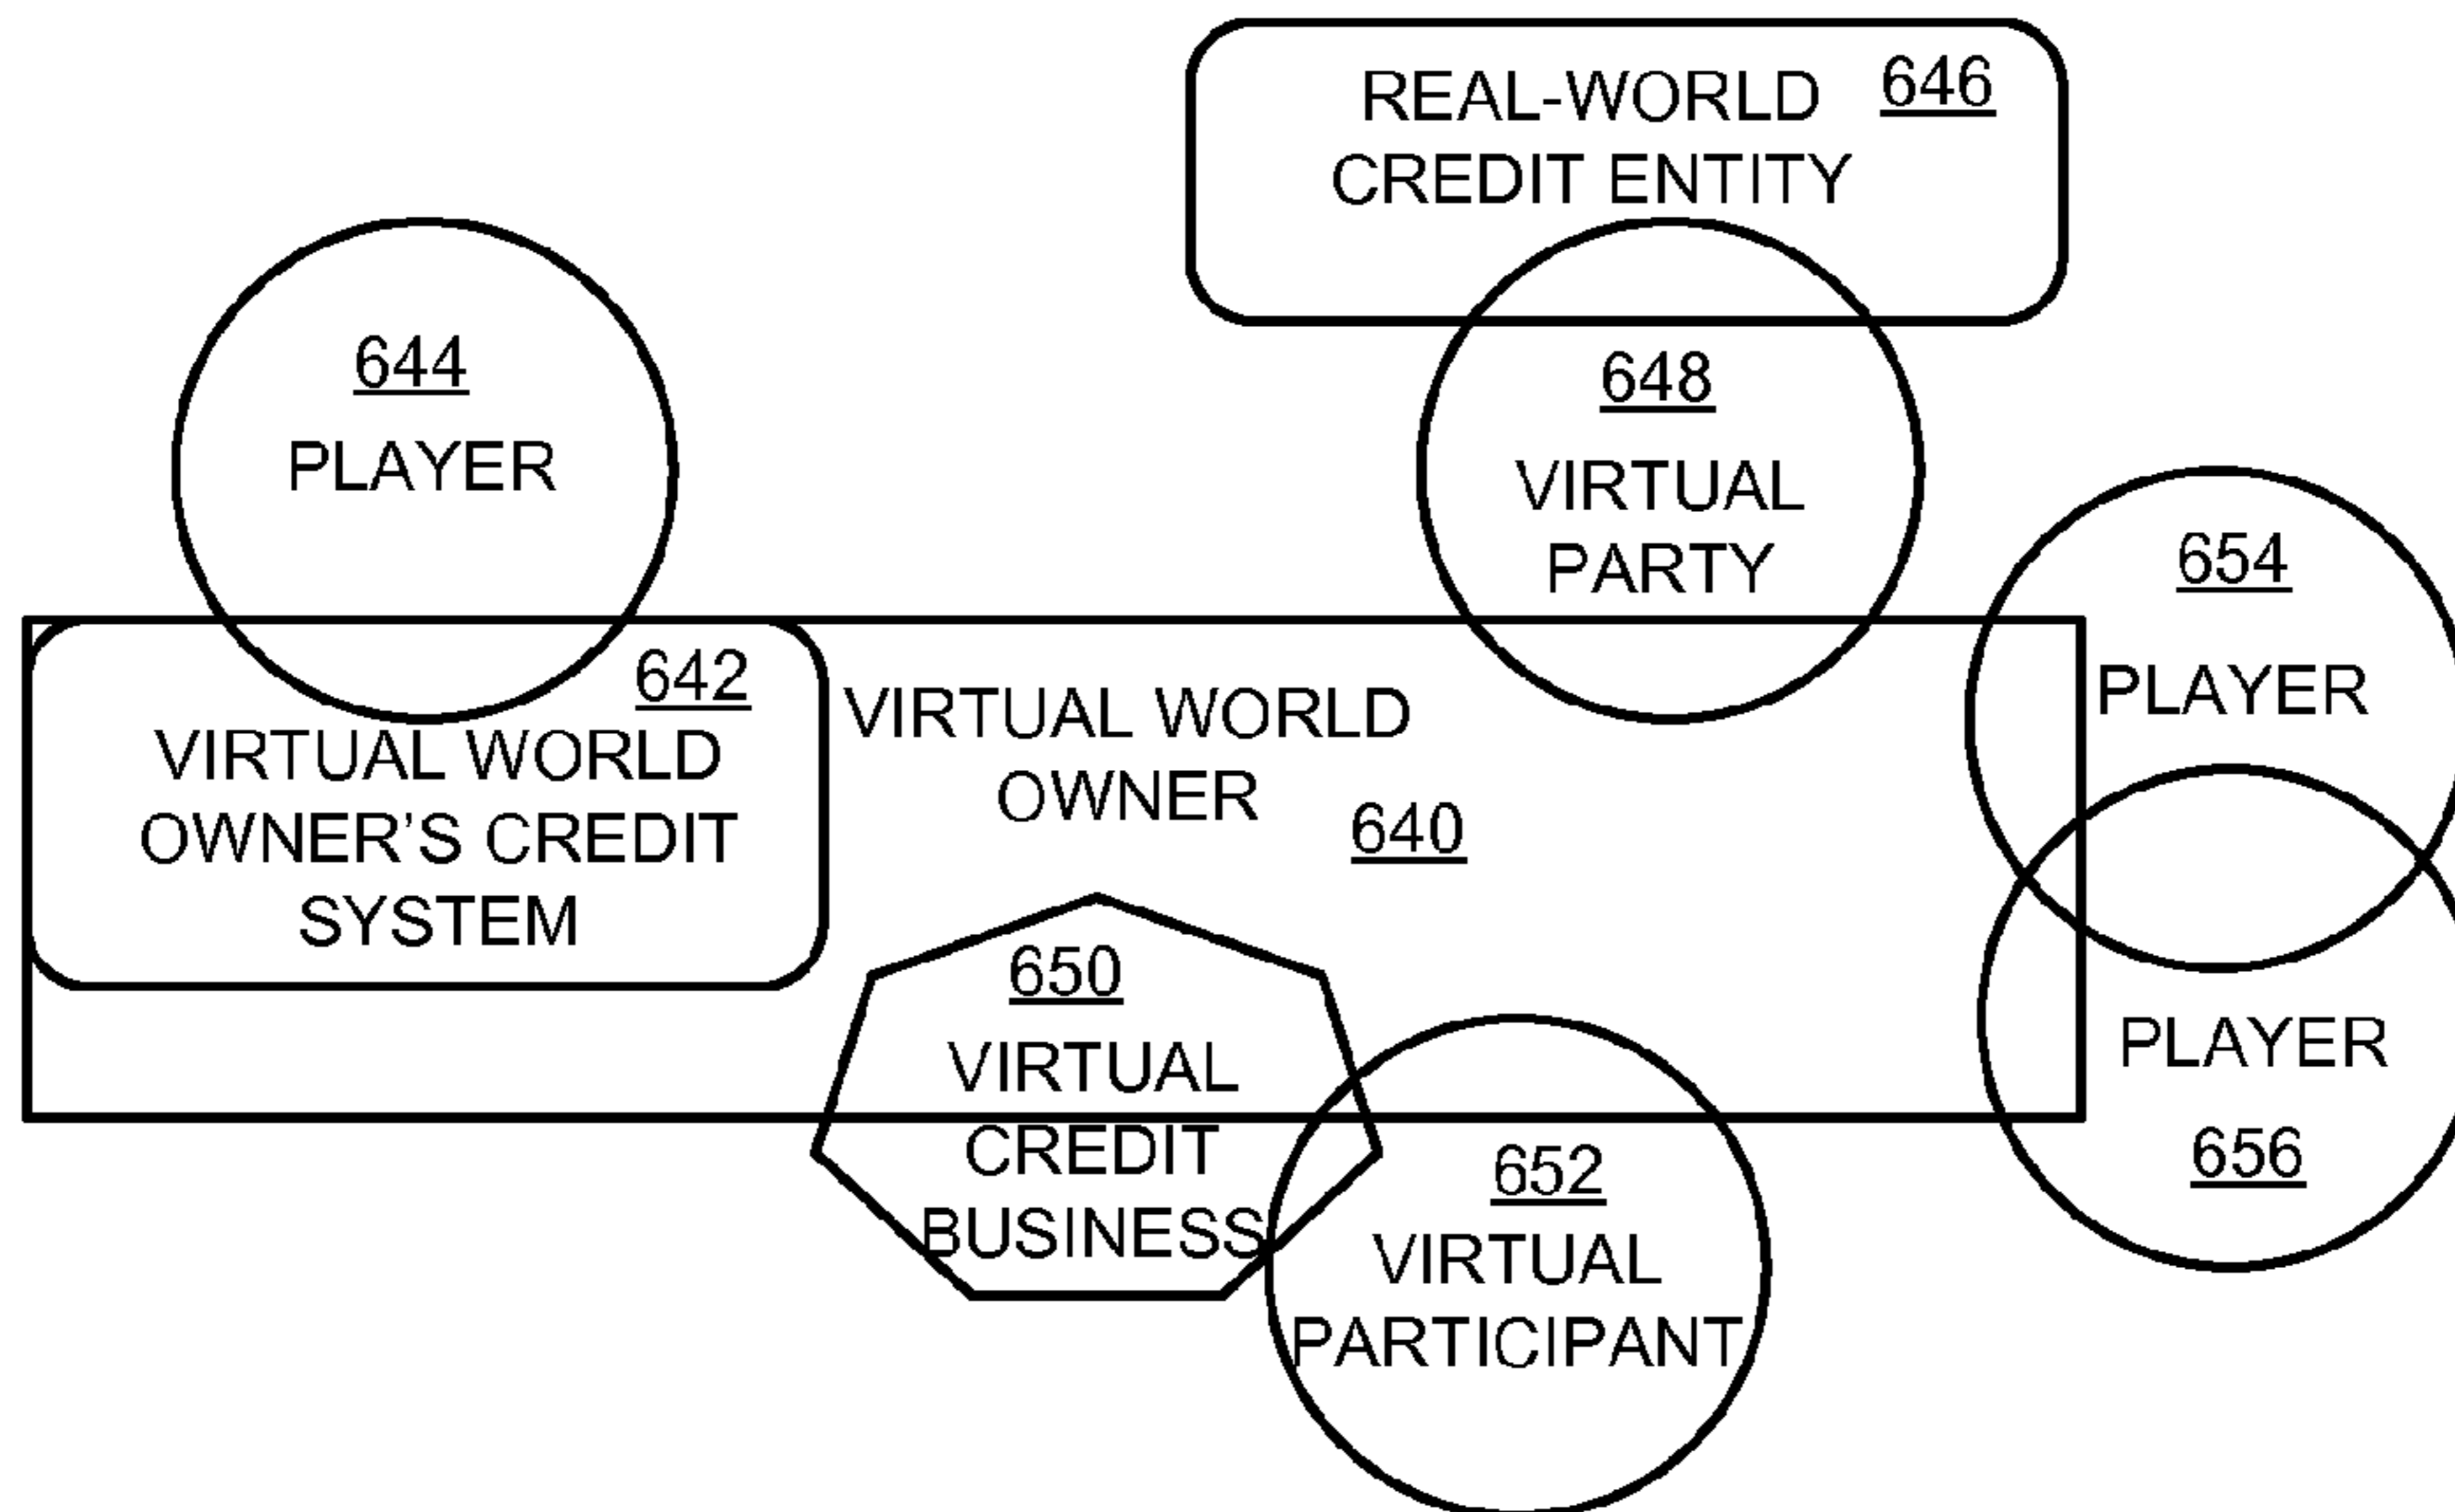 REAL-WORLD 646
CREDIT ENTITY
644
PLAYER
648
VIRTUAL
PARTY
654
PLAYER
642
VIRTUAL WORLD
OWNER'S CREDIT
SYSTEM
VIRTUAL WORLD
OWNER
640
650
VIRTUAL
CREDIT
BUSINESS
652
VIRTUAL
PARTICIPANT
PLAYER
656